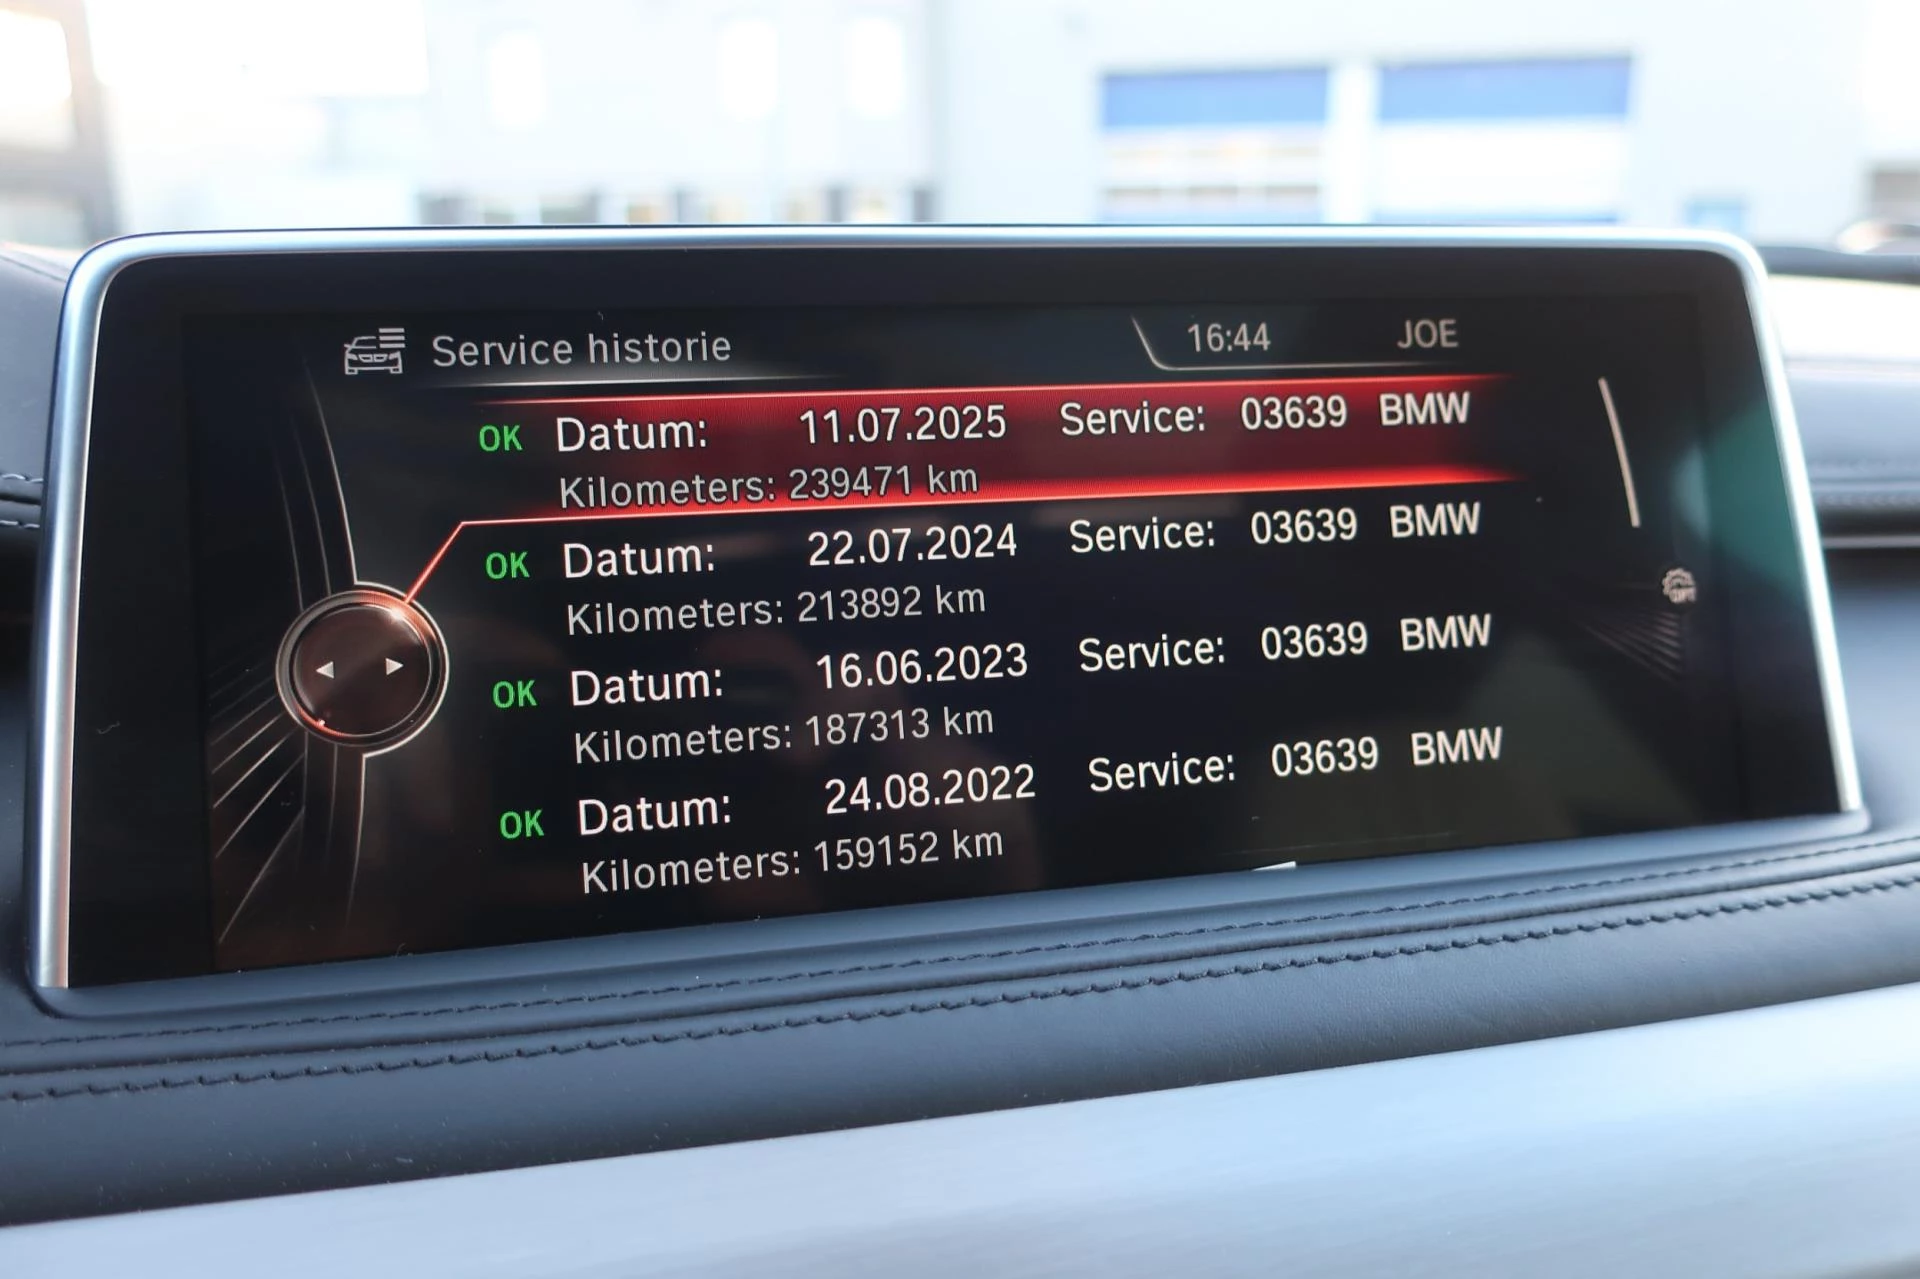 Service historie 16:44 JOE
OK Datum: 11.07.2025 Service: 03639 BMW
Kilometers: 239471 km
OK Datum: 22.07.2024 Service: 03639 BMW
Kilometers: 213892 km
OK Datum: 16.06.2023 Service: 03639 BMW
Kilometers: 187313 km
OK Datum: 24.08.2022 Service: 03639 BMW
Kilometers: 159152 km